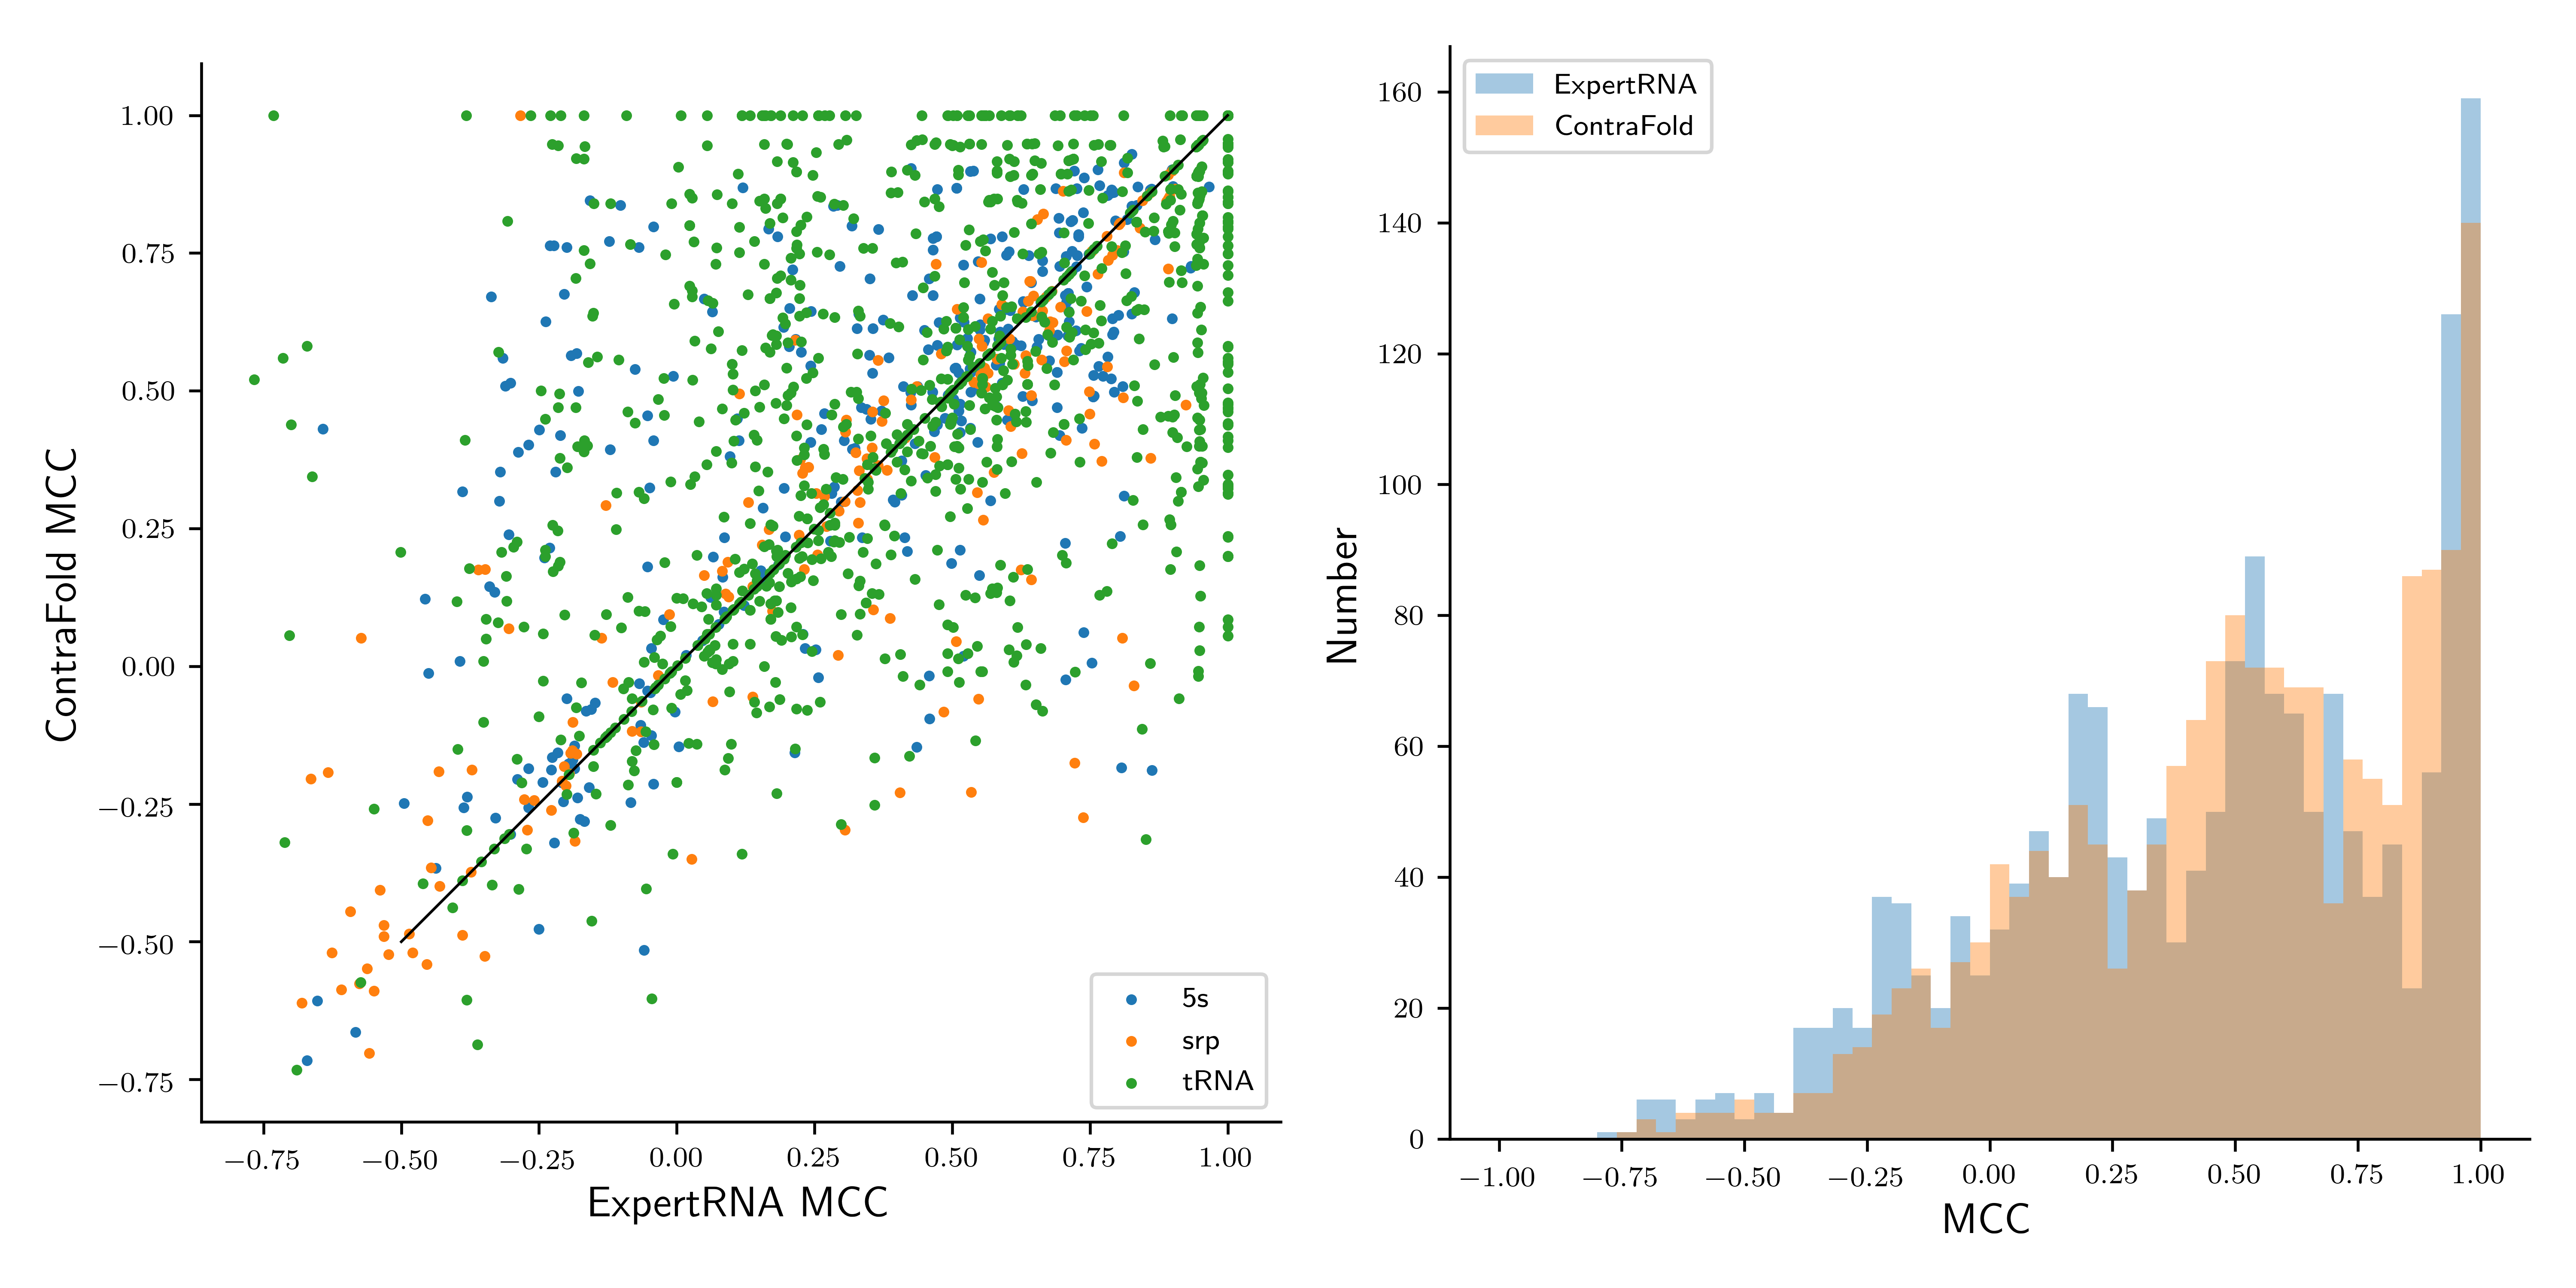 1.00
0.75
0.50
0.25
0.00
−0.25
−0.50
−0.75
ContraFold MCC
−0.75 −0.50 −0.25 0.00 0.25 0.50 0.75 1.00
ExpertRNA MCC
5s
srp
tRNA
160
140
120
100
80
60
40
20
0
Number
ExpertRNA
ContraFold
−1.00 −0.75 −0.50 −0.25 0.00 0.25 0.50 0.75 1.00
MCC